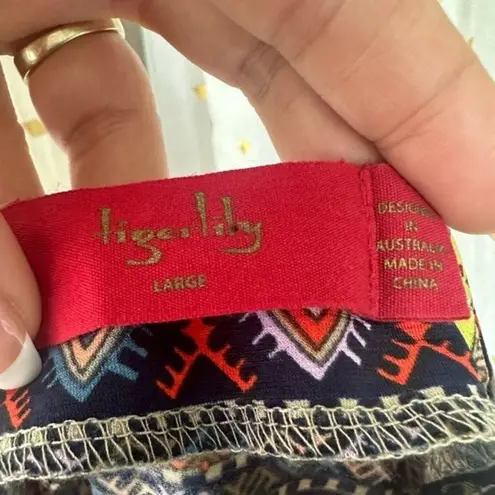 tigerlily
LARGE
DESIGNED
IN
AUSTRALIA
MADE IN
CHINA